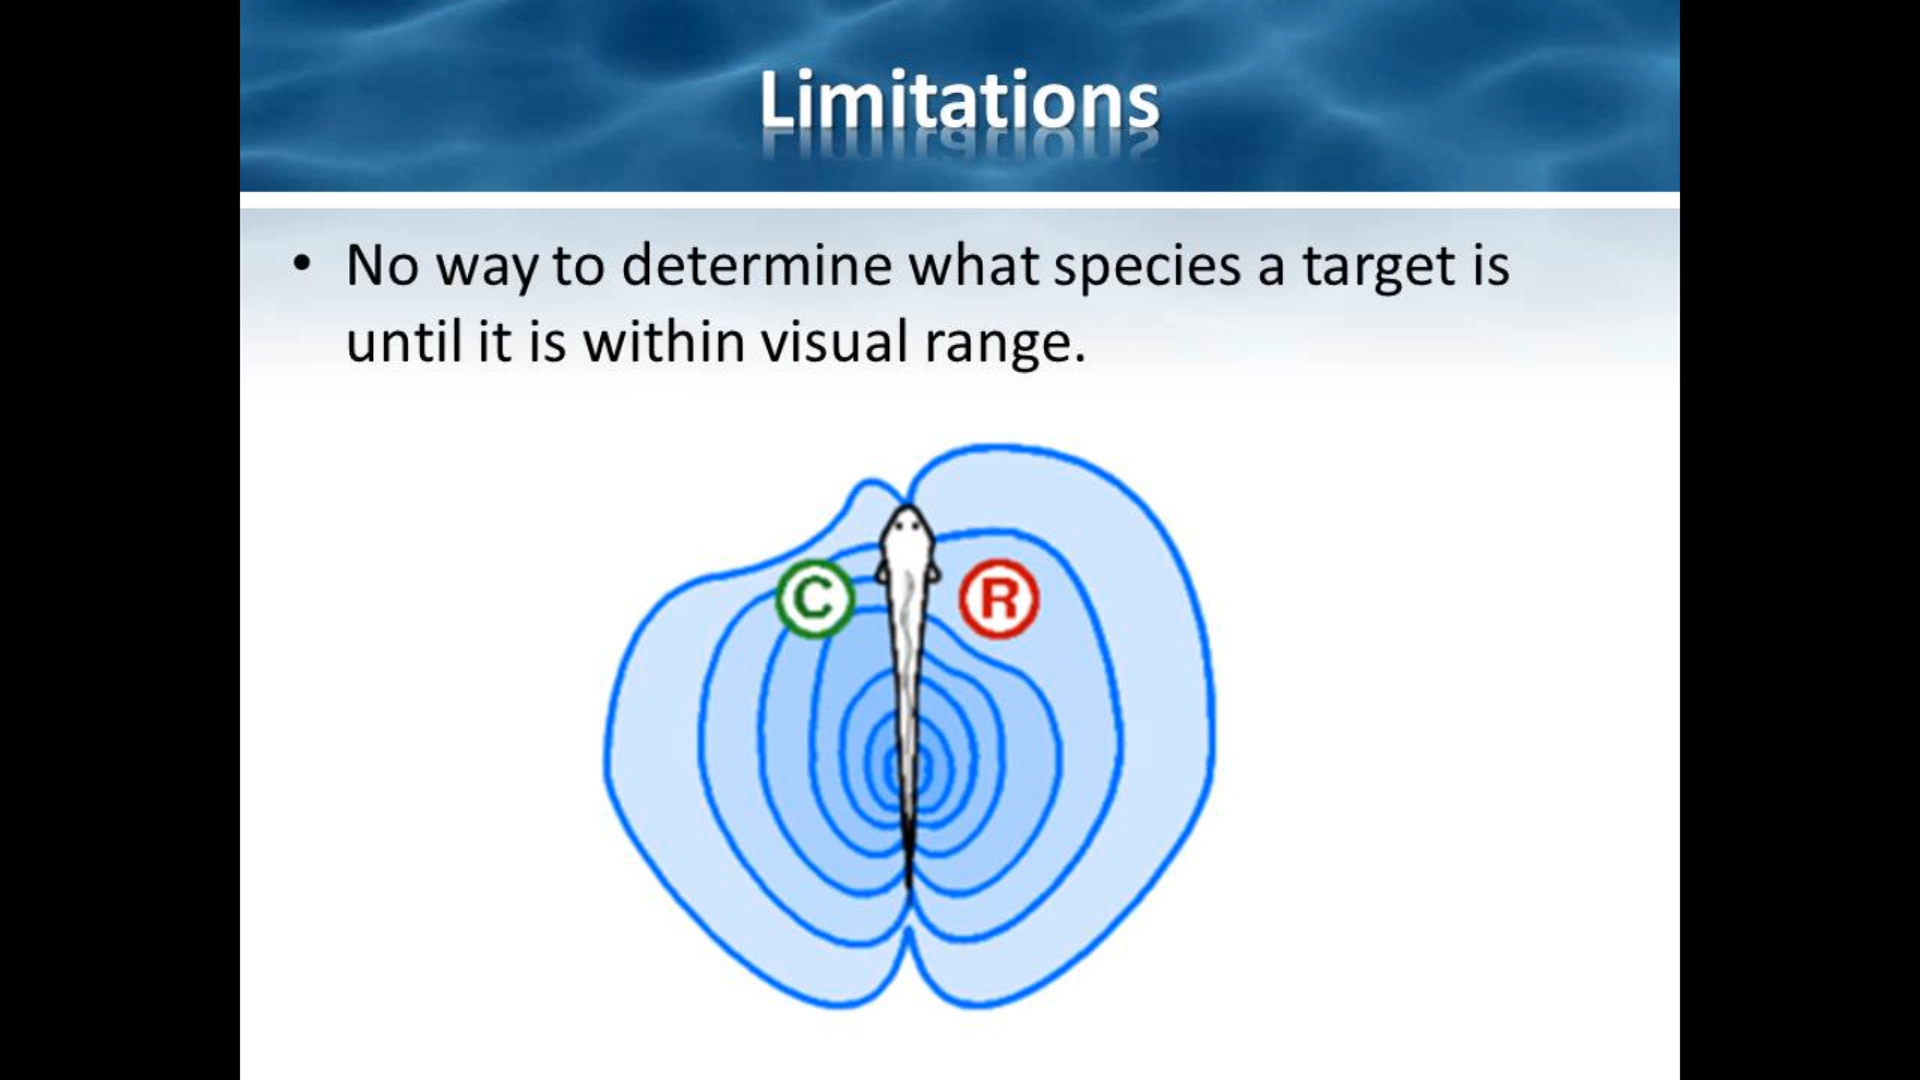 Limitations
• No way to determine what species a target is
until it is within visual range.
C
R